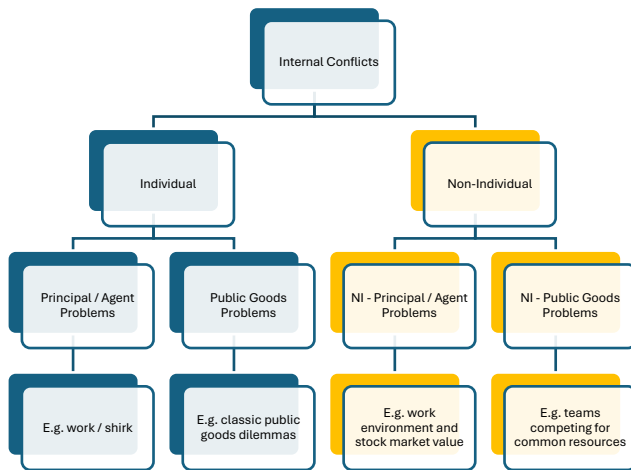 Internal Conflicts
Individual
Non-Individual
Principal / Agent
Problems
Public Goods
Problems
NI - Principal / Agent
Problems
NI - Public Goods
Problems
E.g. work / shirk
E.g. classic public
goods dilemmas
E.g. work
environment and
stock market value
E.g. teams
competing for
common resources